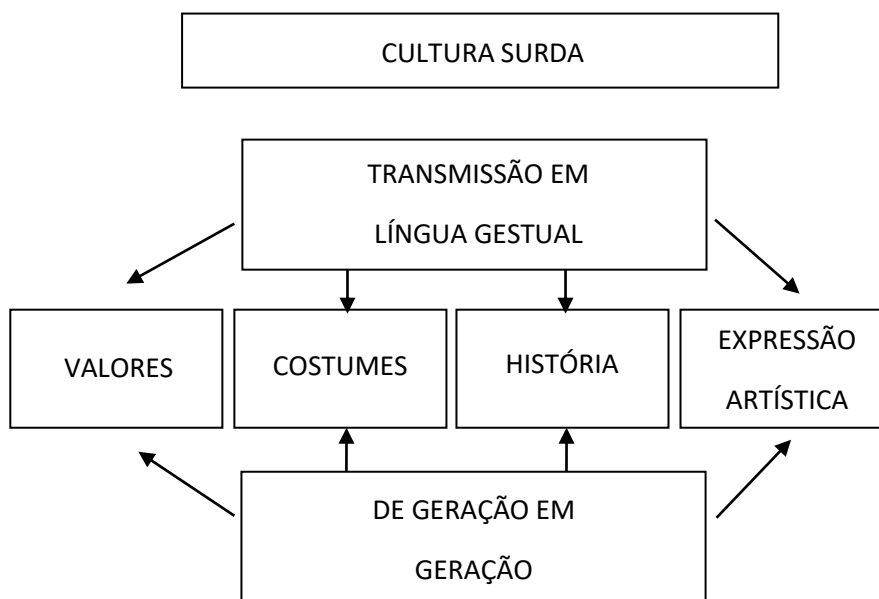 CULTURA SURDA
TRANSMISSÃO EM
LÍNGUA GESTUAL
VALORES
COSTUMES
HISTÓRIA
EXPRESSÃO
ARTÍSTICA
DE GERAÇÃO EM
GERAÇÃO